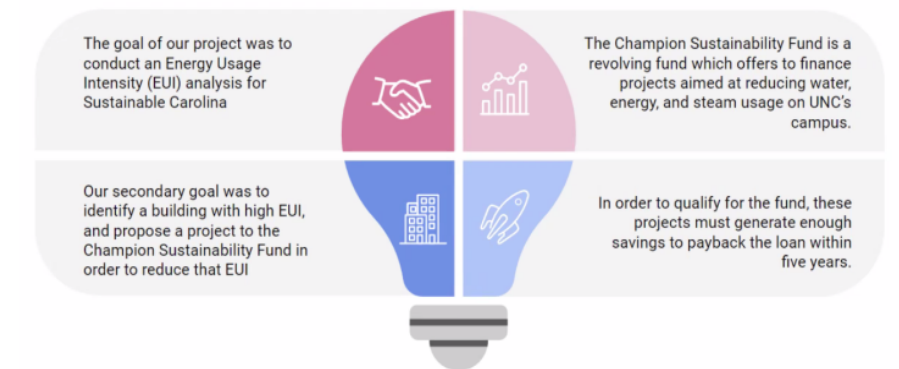 The goal of our project was to
conduct an Energy Usage
Intensity (EUI) analysis for
Sustainable Carolina
The Champion Sustainability Fund is a
revolving fund which offers to finance
projects aimed at reducing water,
energy, and steam usage on UNC's
campus.
Our secondary goal was to
identify a building with high EUI,
and propose a project to the
Champion Sustainability Fund in
order to reduce that EUI
In order to qualify for the fund, these
projects must generate enough
savings to payback the loan within
five years.